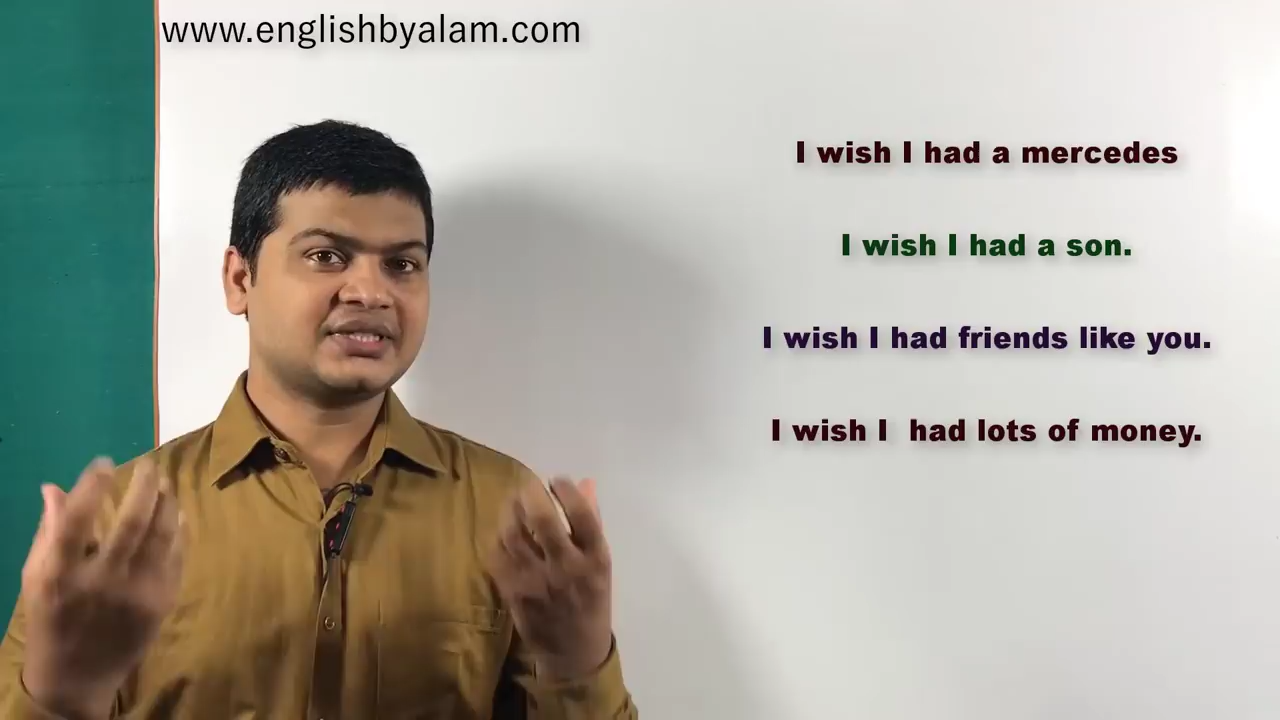 www.englishbyalam.com
I wish I had a mercedes
I wish I had a son.
I wish I had friends like you.
I wish I  had lots of money.